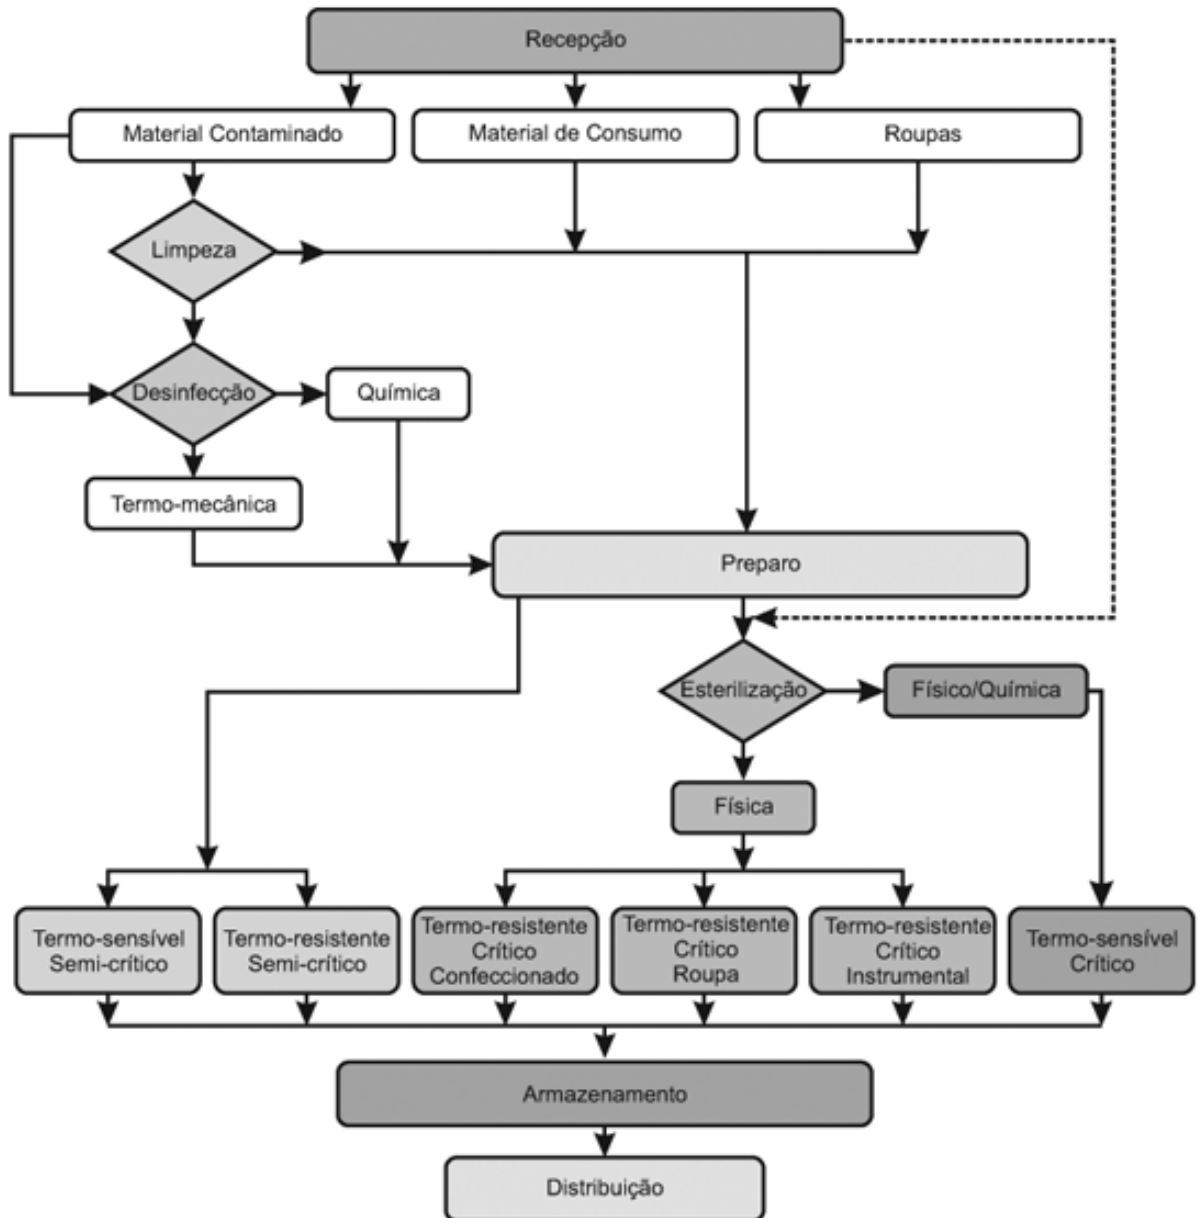 Recepção
Material Contaminado
Material de Consumo
Roupas
Limpeza
Desinfecção
Química
Termo-mecânica
Preparo
Esterilização
Físico/Química
Física
Termo-sensível
Semi-crítico
Termo-resistente
Semi-crítico
Termo-resistente
Crítico
Confeccionado
Termo-resistente
Crítico
Roupa
Termo-resistente
Crítico
Instrumental
Termo-sensível
Crítico
Armazenamento
Distribuição